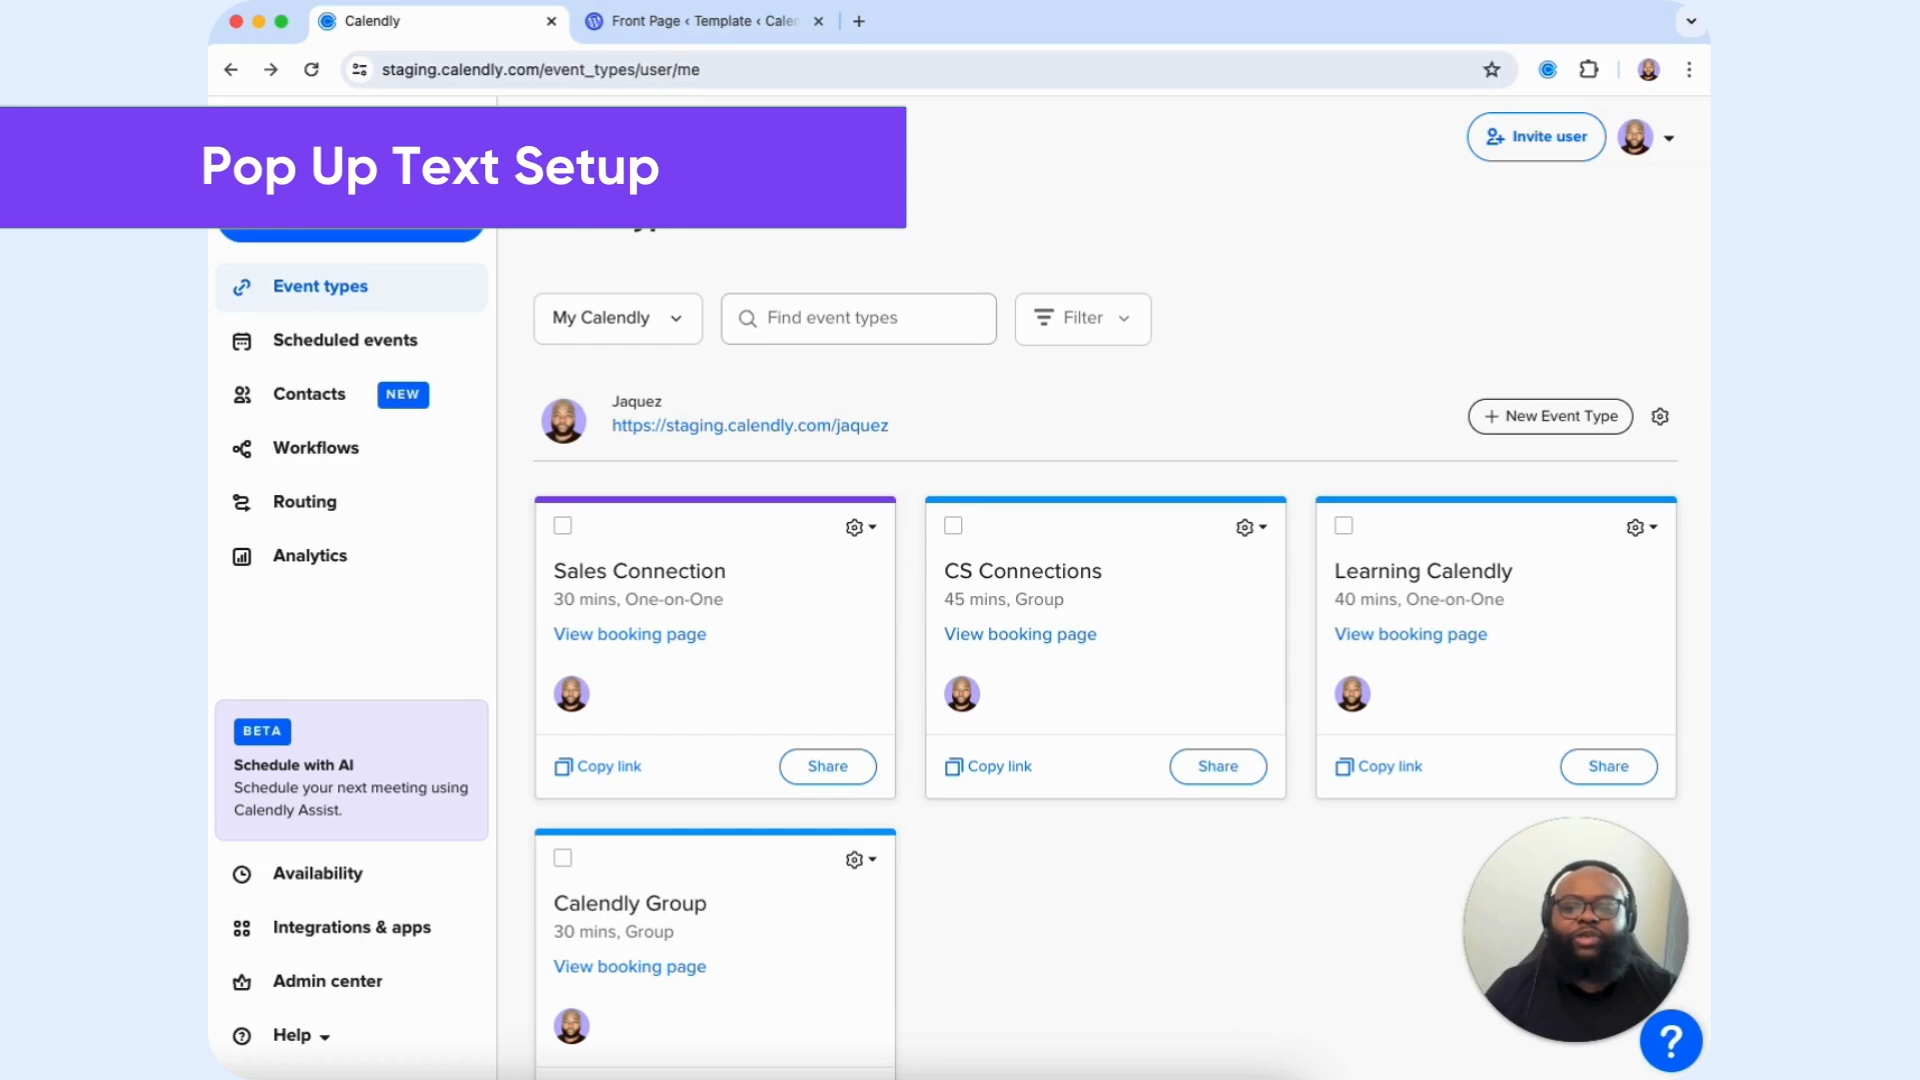 Calendly
Front Page ‹ Template ‹ Caler
staging.calendly.com/event_types/user/me
Pop Up Text Setup
Invite user
Event types
Scheduled events
Contacts NEW
Workflows
Routing
Analytics
BETA
Schedule with AI
Schedule your next meeting using
Calendly Assist.
Availability
Integrations & apps
Admin center
Help
My Calendly
Find event types
Filter
Jaquez
https://staging.calendly.com/jaquez
+ New Event Type
Sales Connection
30 mins, One-on-One
View booking page
Copy link
Share
CS Connections
45 mins, Group
View booking page
Copy link
Share
Learning Calendly
40 mins, One-on-One
View booking page
Copy link
Share
Calendly Group
30 mins, Group
View booking page
?